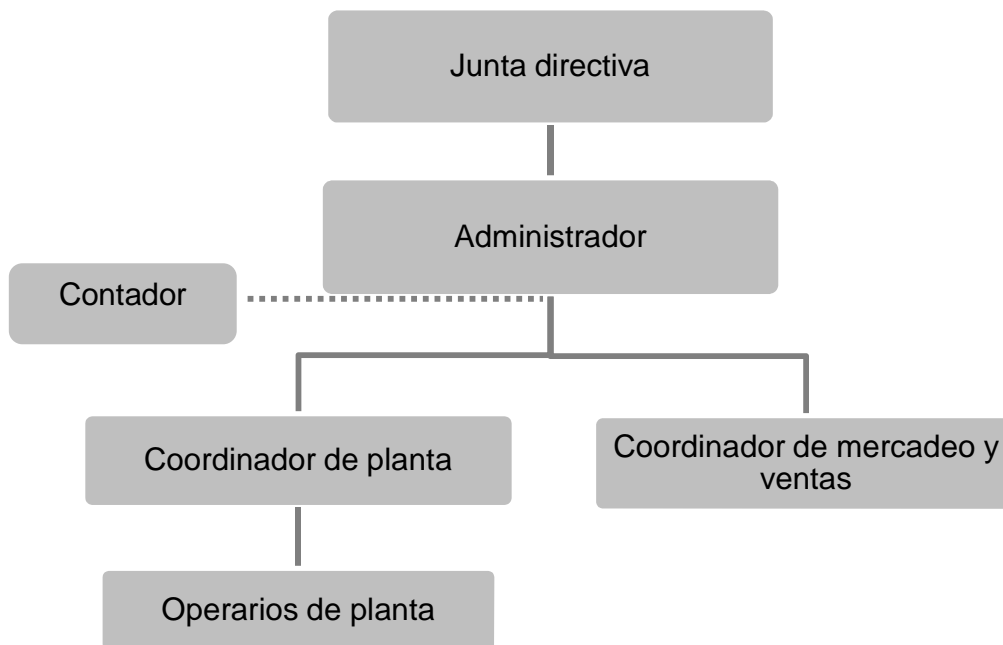 Junta directiva
Administrador
Contador
Coordinador de planta
Coordinador de mercadeo y
ventas
Operarios de planta